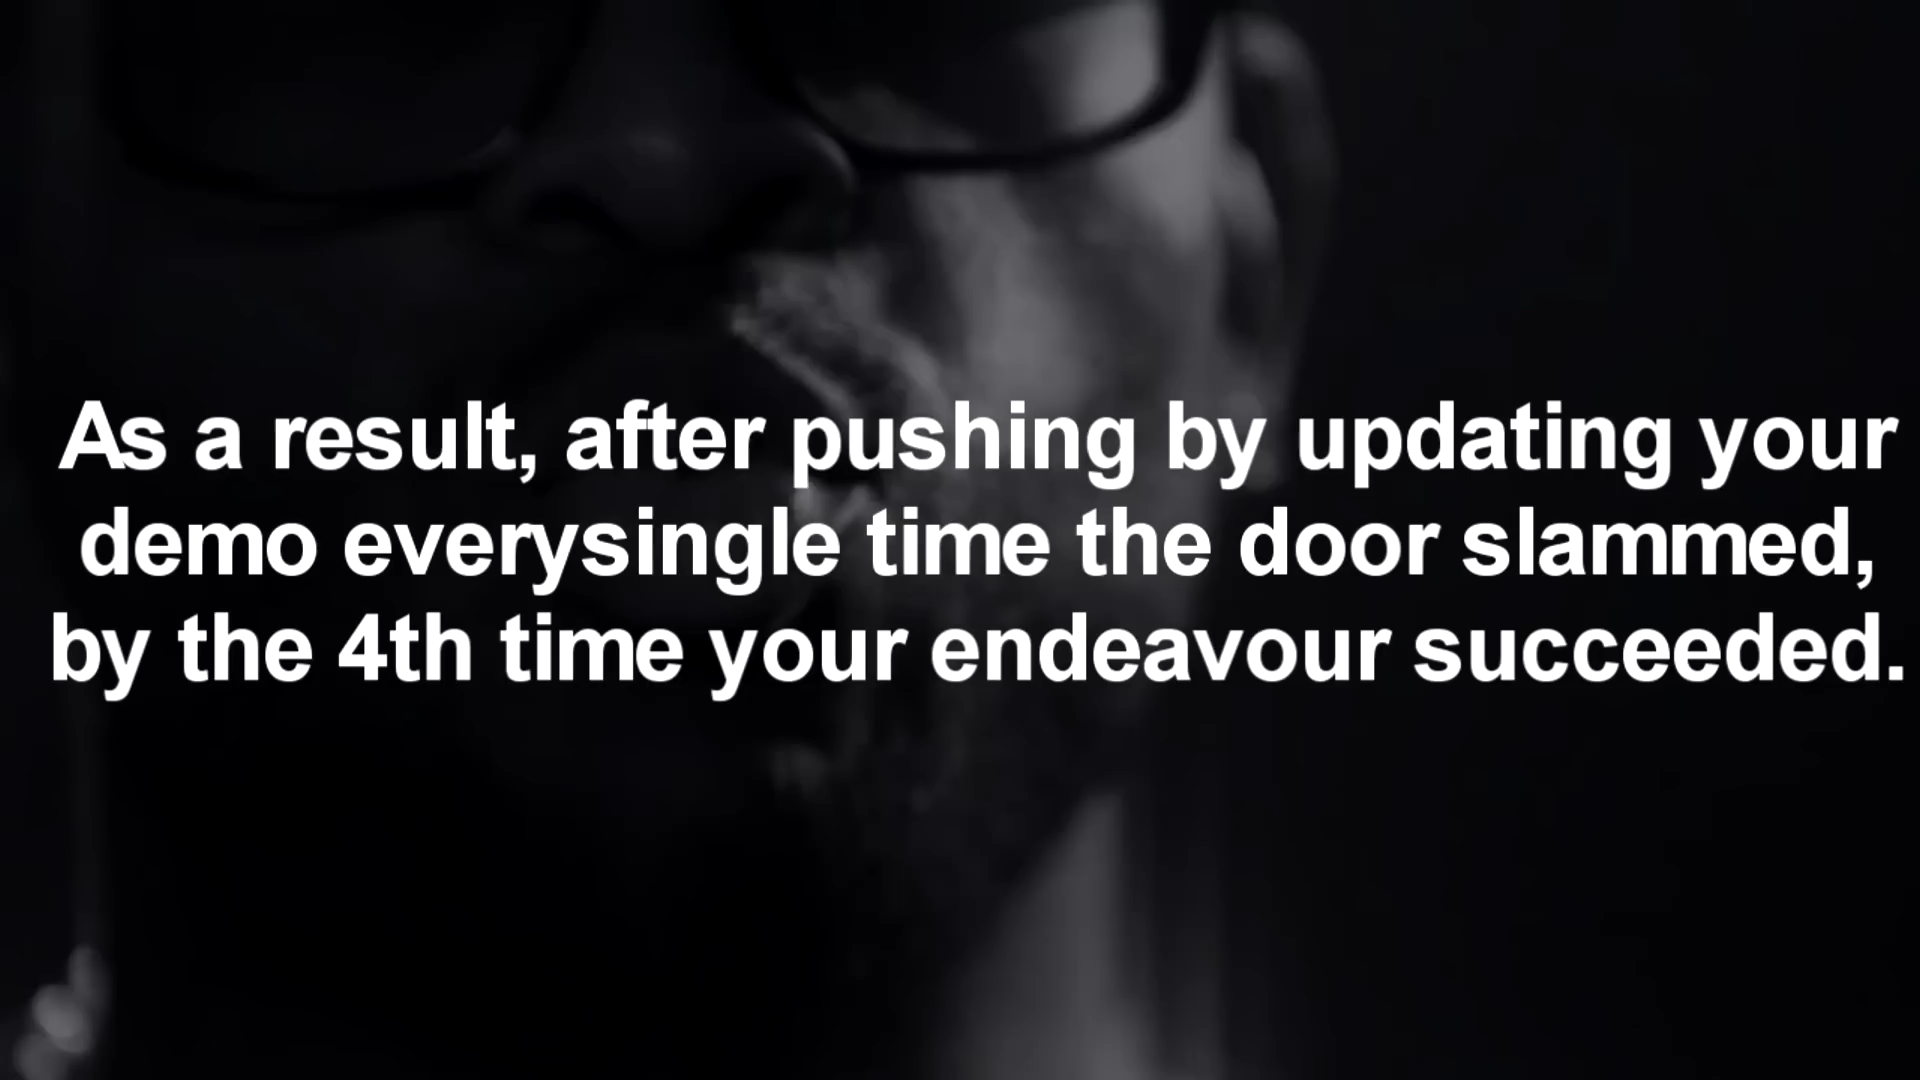 As a result, after pushing by updating your
demo everysingle time the door slammed,
by the 4th time your endeavour succeeded.